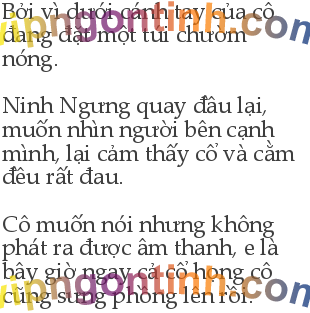 Bởi vì dưới cánh tay của cô
đang đặt một túi chườm
nóng.
Ninh Ngưng quay đầu lại,
muốn nhìn người bên cạnh
mình, lại cảm thấy cổ và cằm
đều rất đau.
Cô muốn nói nhưng không
phát ra được âm thanh, e là
bây giờ ngay cả cổ họng cô
cũng sưng phồng lên rồi.
vipngontinh.com
vipngontinh.com